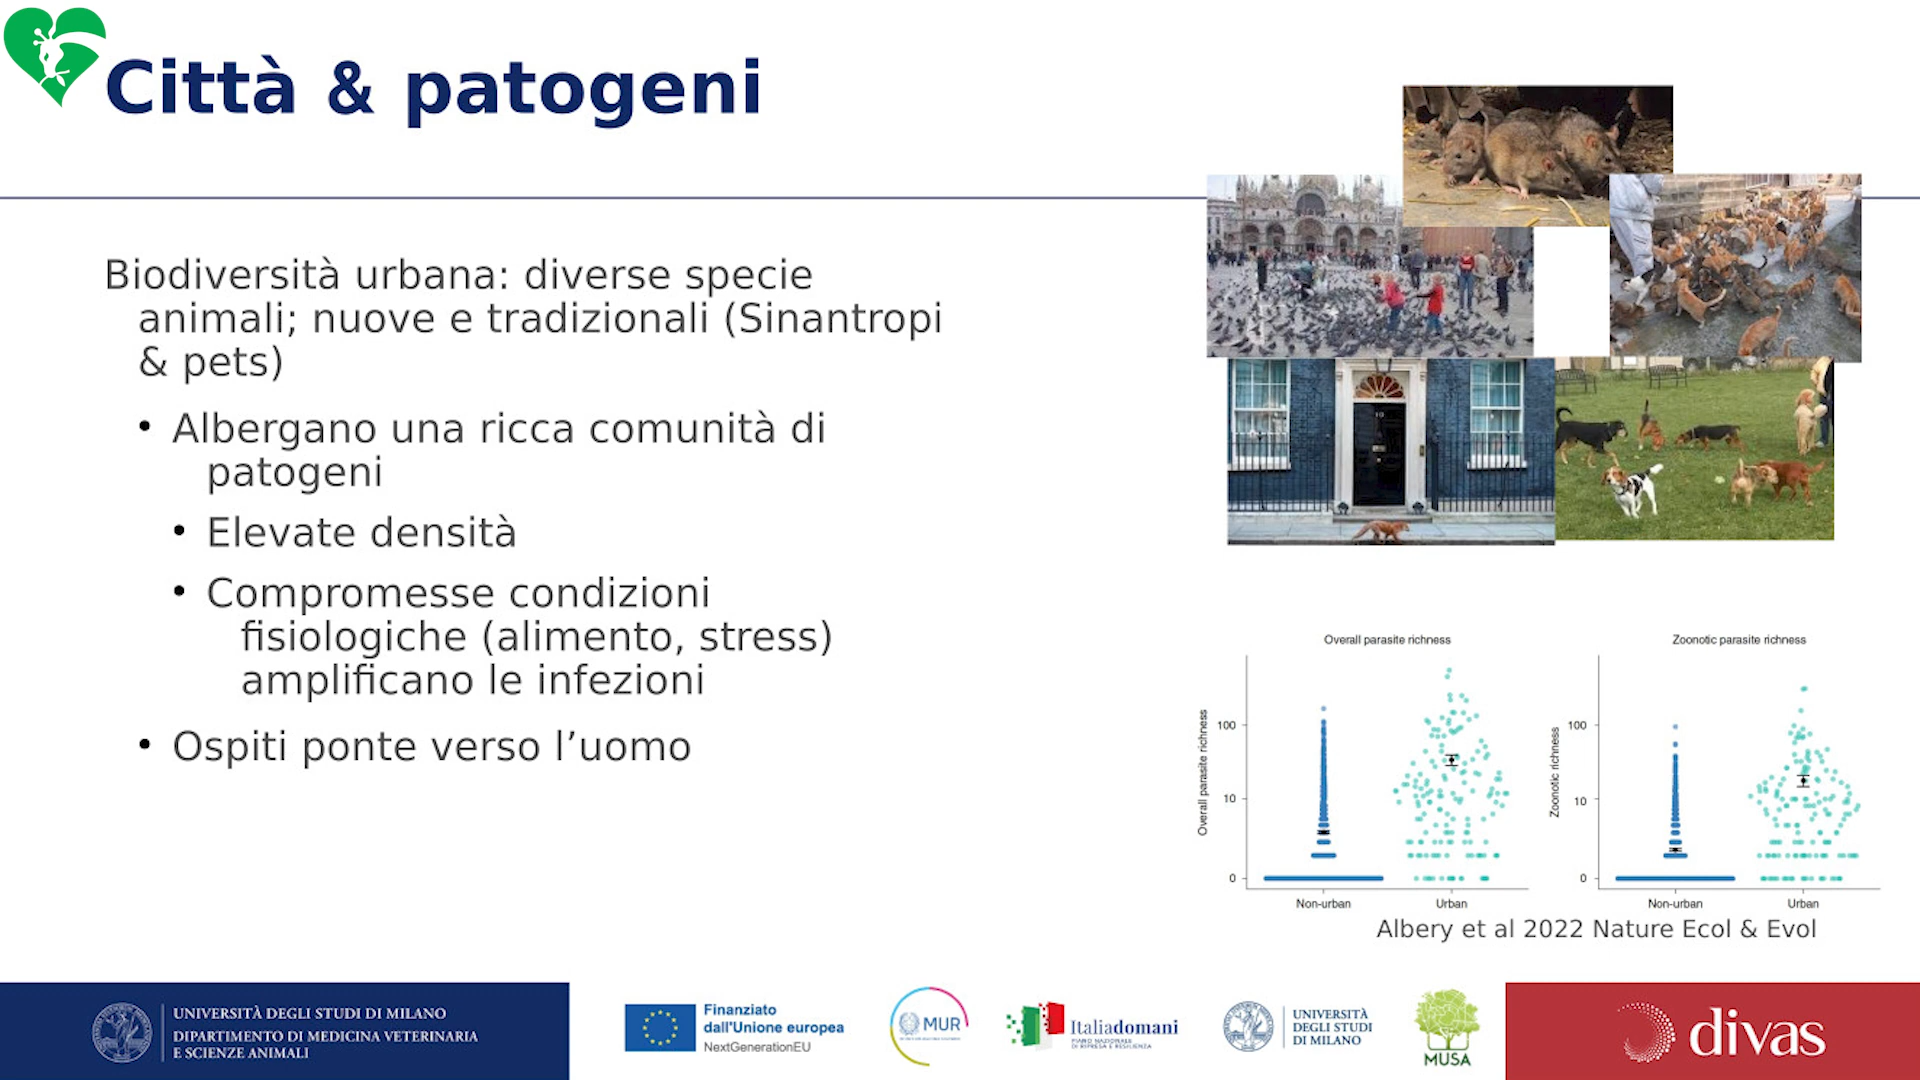 Città & patogeni
Biodiversità urbana: diverse specie
animali; nuove e tradizionali (Sinantropi
& pets)
• Albergano una ricca comunità di
patogeni
• Elevate densità
• Compromesse condizioni
fisiologiche (alimento, stress)
amplificano le infezioni
• Ospiti ponte verso l’uomo
10
Overall parasite richness
Overall parasite richness
100
10
0
Non-urban
Urban
Zoonotic parasite richness
Zoonotic richness
100
10
0
Non-urban
Urban
Albery et al 2022 Nature Ecol & Evol
UNIVERSITÀ DEGLI STUDI DI MILANO
DIPARTIMENTO DI MEDICINA VETERINARIA
E SCIENZE ANIMALI
Finanziato
dall'Unione europea
NextGenerationEU
MUR
Italiadomani
PIANO NAZIONALE
DI RIPRESA E RESILIENZA
UNIVERSITÀ
DEGLI STUDI
DI MILANO
MUSA
divas